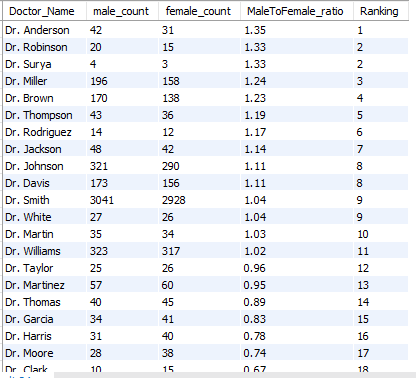 Doctor_Name male_count female_count MaleToFemale_ratio Ranking
Dr. Anderson 42 31 1.35 1
Dr. Robinson 20 15 1.33 2
Dr. Surya 4 3 1.33 2
Dr. Miller 196 158 1.24 3
Dr. Brown 170 138 1.23 4
Dr. Thompson 43 36 1.19 5
Dr. Rodriguez 14 12 1.17 6
Dr. Jackson 48 42 1.14 7
Dr. Johnson 321 290 1.11 8
Dr. Davis 173 156 1.11 8
Dr. Smith 3041 2928 1.04 9
Dr. White 27 26 1.04 9
Dr. Martin 35 34 1.03 10
Dr. Williams 323 317 1.02 11
Dr. Taylor 25 26 0.96 12
Dr. Martinez 57 60 0.95 13
Dr. Thomas 40 45 0.89 14
Dr. Garcia 34 41 0.83 15
Dr. Harris 31 40 0.78 16
Dr. Moore 28 38 0.74 17
Dr. Clark 10 15 0.67 18